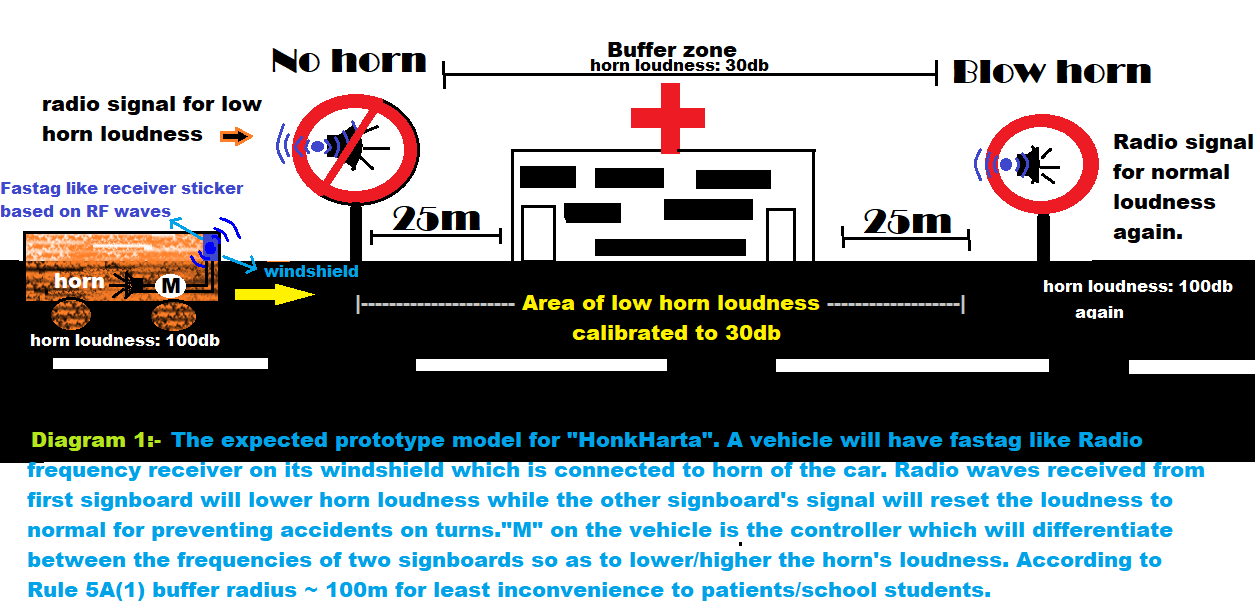 No horn
Buffer zone
horn loudness: 30db
Blow horn
radio signal for low
horn loudness
Radio signal
for normal
loudness
again.
Fastag like receiver sticker
based on RF waves
25m
25m
windshield
horn
M
horn loudness: 100db
|---------------------- Area of low horn loudness -------------------|
calibrated to 30db
horn loudness: 100db
again
Diagram 1:- The expected prototype model for "HonkHarta". A vehicle will have fastag like Radio
frequency receiver on its windshield which is connected to horn of the car. Radio waves received from
first signboard will lower horn loudness while the other signboard's signal will reset the loudness to
normal for preventing accidents on turns."M" on the vehicle is the controller which will differentiate
between the frequencies of two signboards so as to lower/higher the horn's loudness. According to
Rule 5A(1) buffer radius ~ 100m for least inconvenience to patients/school students.